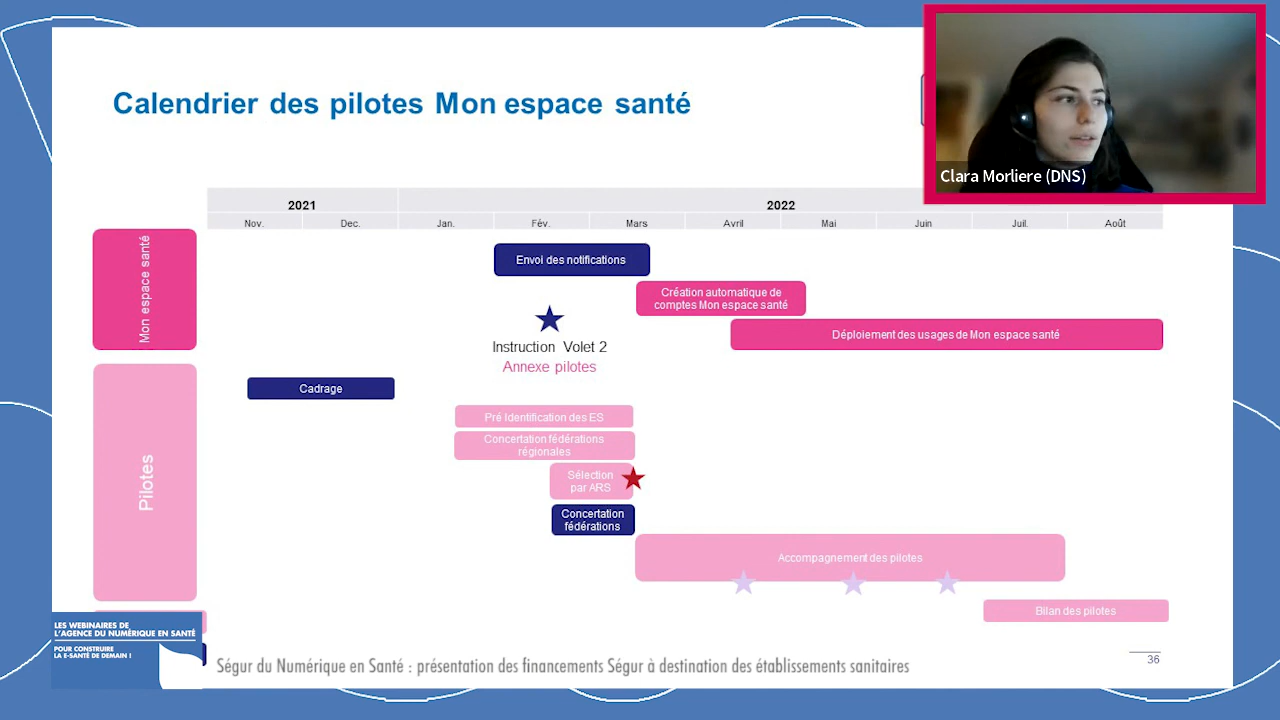 Calendrier des pilotes Mon espace santé
Clara Morliere (DNS)
2021
2022
Nov.
Dec.
Jan.
Fév.
Mars
Avril
Mai
Juin
Juil.
Août
Mon espace santé
Envoi des notifications
Création automatique de
comptes Mon espace santé
Déploiement des usages de Mon espace santé
Instruction Volet 2
Annexe pilotes
Pilotes
Cadrage
Pré Identification des ES
Concertation fédérations
régionales
Sélection
par ARS
Concertation
fédérations
Accompagnement des pilotes
Bilan des pilotes
LES WEBINAIRES DE
L'AGENCE DU NUMÉRIQUE EN SANTÉ
POUR CONSTRUIRE
LA E-SANTÉ DE DEMAIN !
Ségur du Numérique en Santé : présentation des financements Ségur à destination des établissements sanitaires
36